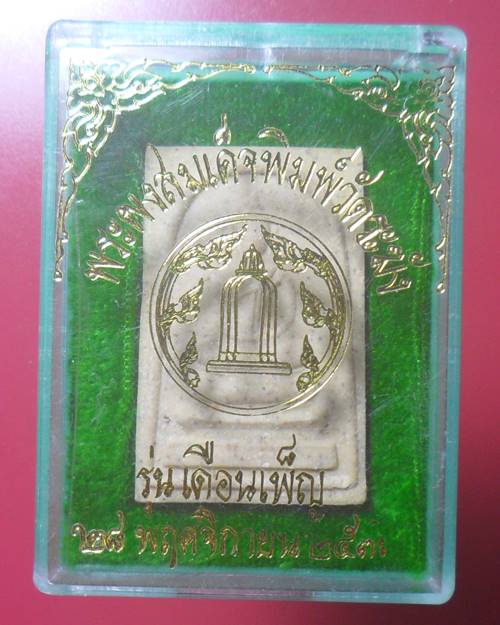 พระผงสมเด็จพิมพ์วัดระฆัง
รุ่น เดือนเพ็ญ
๒๘ พฤศจิกายน ๒๕๓๗